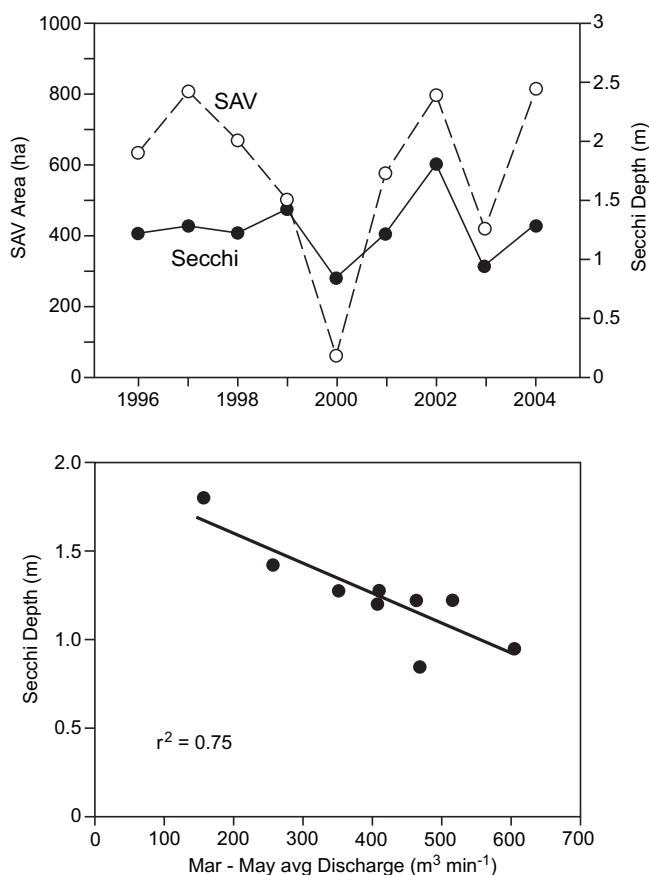 1000
800
600
400
200
0
SAV Area (ha)
SAV
Secchi
3
2.5
2
1.5
1
0.5
0
Secchi Depth (m)
1996 1998 2000 2002 2004
2.0
1.5
1.0
0.5
0
Secchi Depth (m)
r² = 0.75
0 100 200 300 400 500 600 700
Mar - May avg Discharge (m³ min⁻¹)